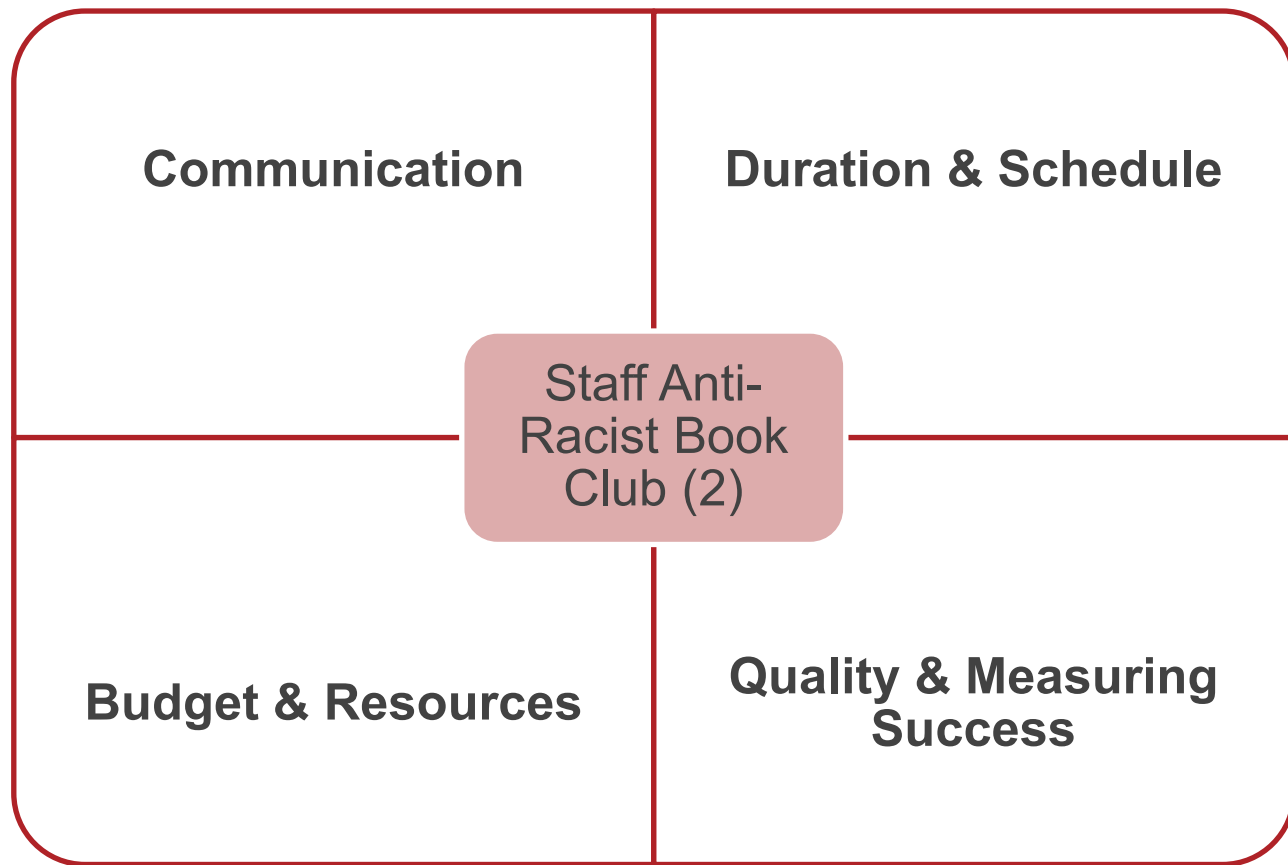 Communication
Duration & Schedule
Staff Anti-
Racist Book
Club (2)
Budget & Resources
Quality & Measuring
Success